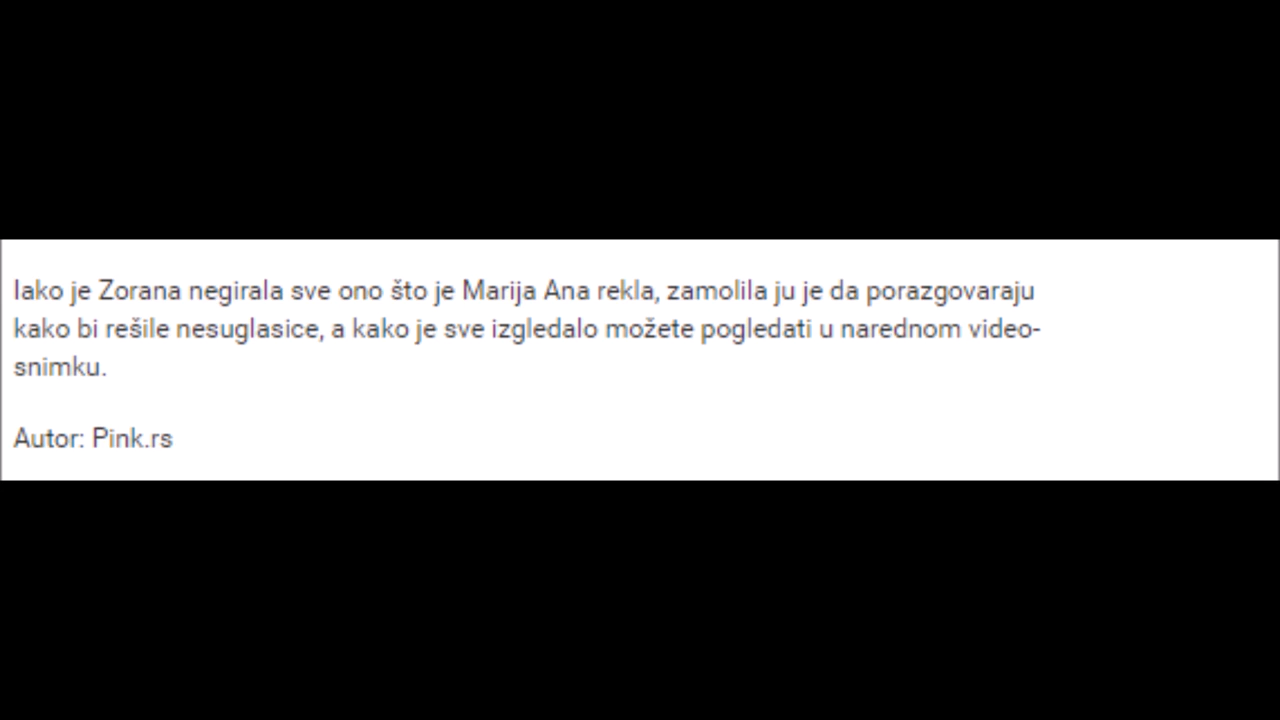 Iako je Zorana negirala sve ono što je Marija Ana rekla, zamolila ju je da porazgovaraju
kako bi rešile nesuglasice, a kako je sve izgledalo možete pogledati u narednom video-
snimku.
Autor: Pink.rs